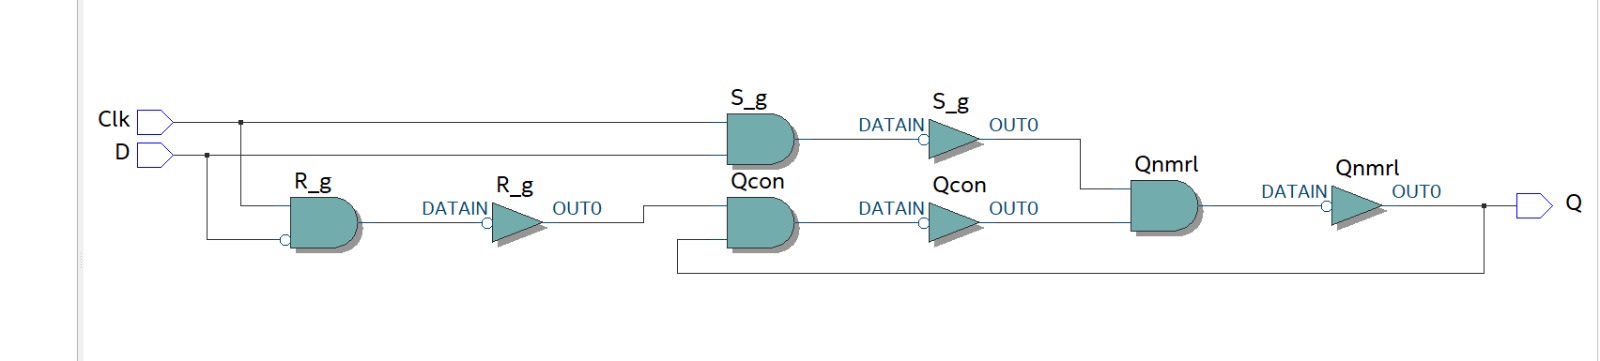 Clk
D
S_g
S_g
DATAIN
OUT0
R_g
R_g
DATAIN
OUT0
Qcon
Qcon
DATAIN
OUT0
Qnmrl
Qnmrl
DATAIN
OUT0
Q